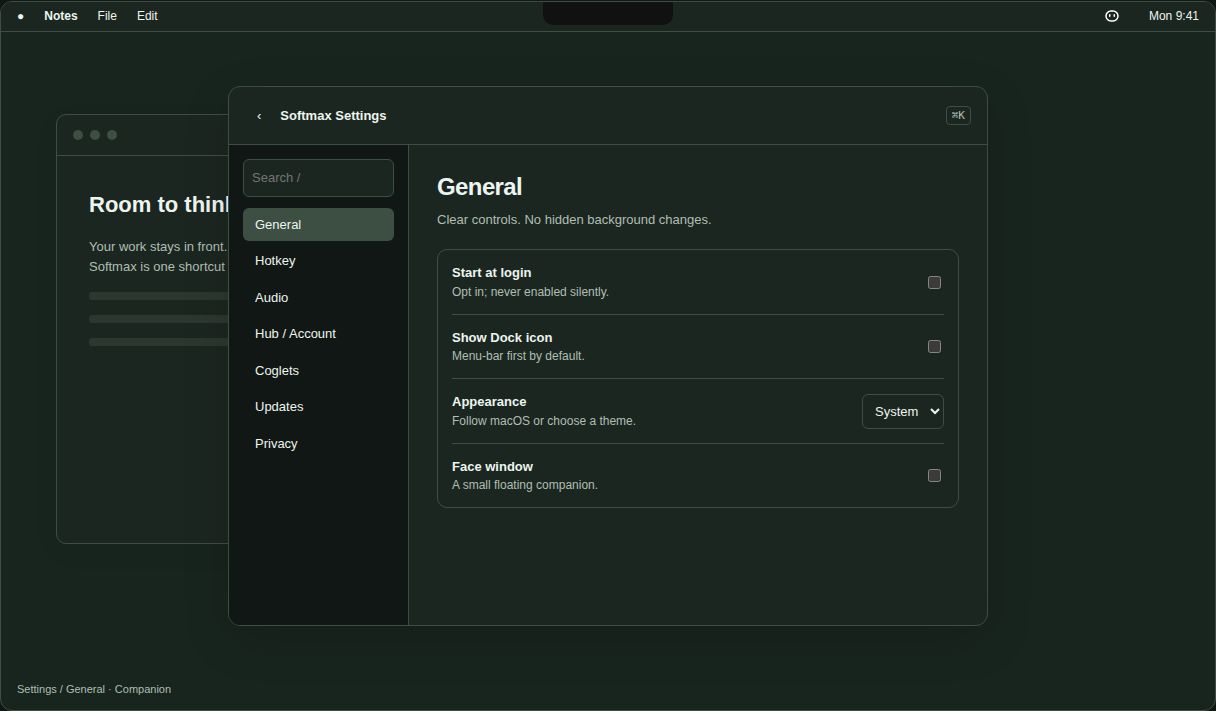 Notes File Edit
Mon 9:41
‹ Softmax Settings
⌘K
Room to thin
Your work stays in front.
Softmax is one shortcut
Search /
General
Hotkey
Audio
Hub / Account
Coglets
Updates
Privacy
General
Clear controls. No hidden background changes.
Start at login
Opt in; never enabled silently.
Show Dock icon
Menu-bar first by default.
Appearance
Follow macOS or choose a theme.
System
Face window
A small floating companion.
Settings / General · Companion